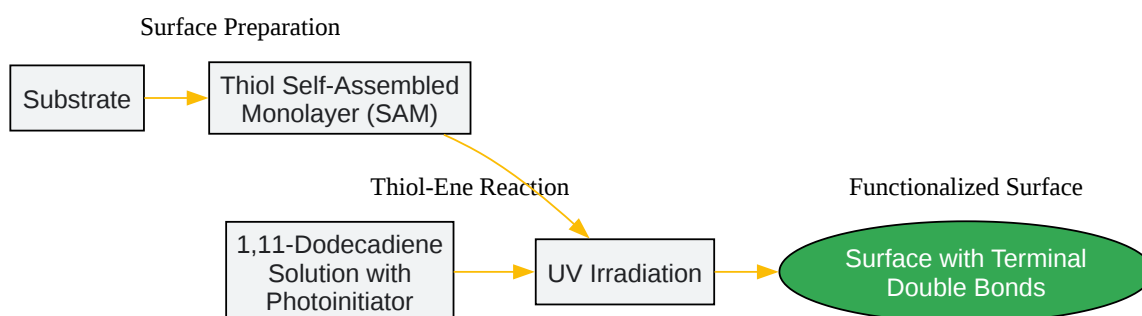 Surface Preparation
Substrate
Thiol Self-Assembled
Monolayer (SAM)
Thiol-Ene Reaction
Functionalized Surface
1,11-Dodecadiene
Solution with
Photoinitiator
UV Irradiation
Surface with Terminal
Double Bonds